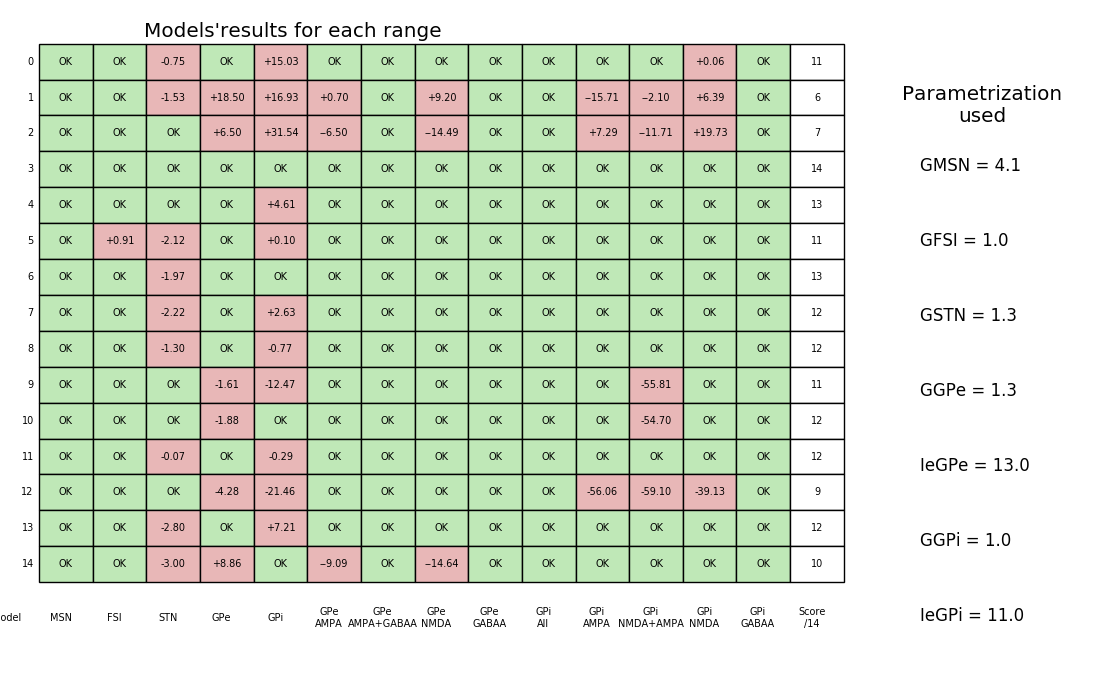 Models'results for each range
0 OK OK -0.75 OK +15.03 OK OK OK OK OK OK OK +0.06 OK 11
1 OK OK -1.53 +18.50 +16.93 +0.70 OK +9.20 OK OK −15.71 −2.10 +6.39 OK 6
2 OK OK OK +6.50 +31.54 −6.50 OK −14.49 OK OK +7.29 −11.71 +19.73 OK 7
3 OK OK OK OK OK OK OK OK OK OK OK OK OK OK 14
4 OK OK OK OK +4.61 OK OK OK OK OK OK OK OK OK 13
5 OK +0.91 -2.12 OK +0.10 OK OK OK OK OK OK OK OK OK 11
6 OK OK -1.97 OK OK OK OK OK OK OK OK OK OK OK 13
7 OK OK -2.22 OK +2.63 OK OK OK OK OK OK OK OK OK 12
8 OK OK -1.30 OK -0.77 OK OK OK OK OK OK OK OK OK 12
9 OK OK OK -1.61 -12.47 OK OK OK OK OK OK -55.81 OK OK 11
10 OK OK OK -1.88 OK OK OK OK OK OK OK -54.70 OK OK 12
11 OK OK -0.07 OK -0.29 OK OK OK OK OK OK OK OK OK 12
12 OK OK OK -4.28 -21.46 OK OK OK OK OK -56.06 -59.10 -39.13 OK 9
13 OK OK -2.80 OK +7.21 OK OK OK OK OK OK OK OK OK 12
14 OK OK -3.00 +8.86 OK −9.09 OK −14.64 OK OK OK OK OK OK 10
odel MSN FSI STN GPe GPi GPe GPe GPe GPe GPi GPi GPi GPi GPi Score
AMPA AMPA+GABAA NMDA GABAA All AMPA NMDA+AMPA NMDA GABAA /14
Parametrization
used
GMSN = 4.1
GFSI = 1.0
GSTN = 1.3
GGPe = 1.3
IeGPe = 13.0
GGPi = 1.0
IeGPi = 11.0